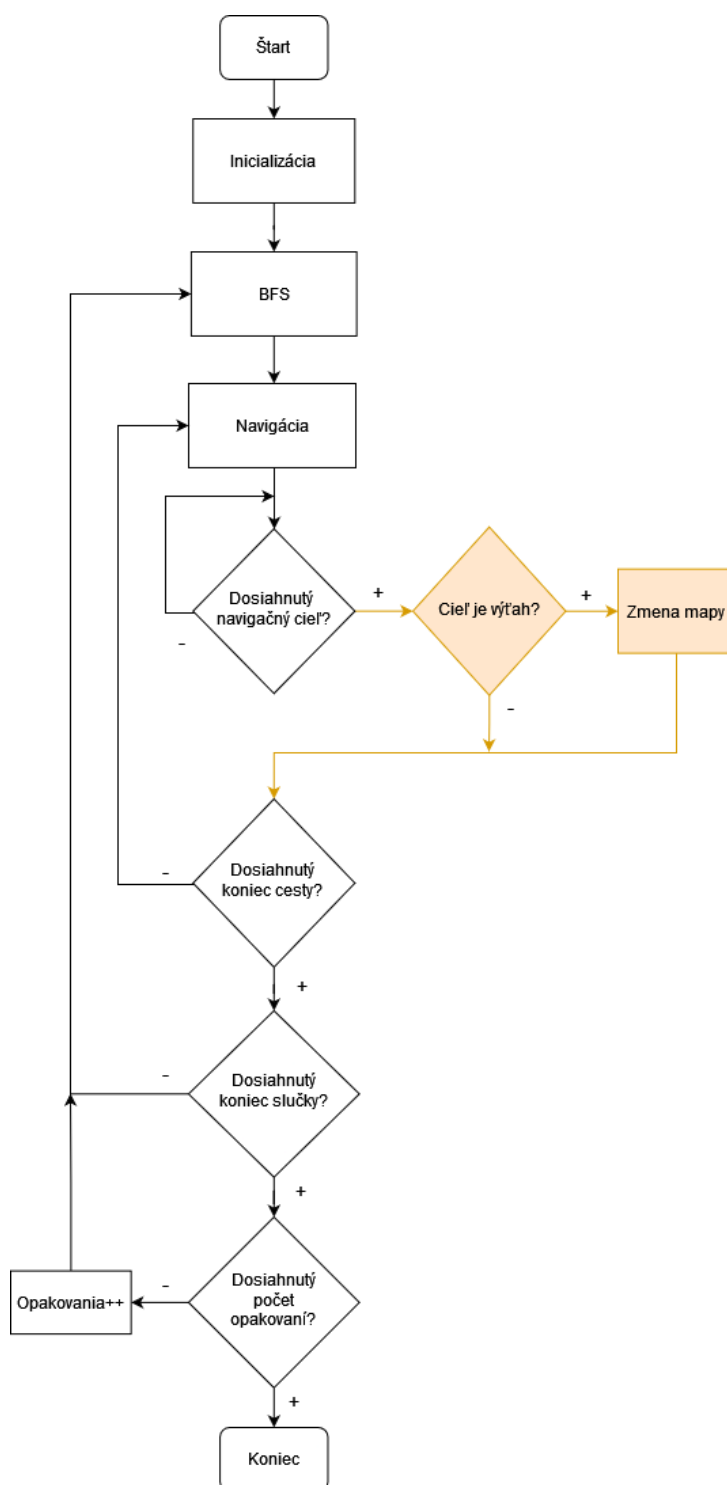 Štart
Inicializácia
BFS
Navigácia
Dosiahnutý
navigačný cieľ?
+
-
Cieľ je výťah?
+
-
Zmena mapy
Dosiahnutý
koniec cesty?
-
+
Dosiahnutý
koniec slučky?
-
+
Dosiahnutý
počet
opakovaní?
-
Opakovania++
+
Koniec